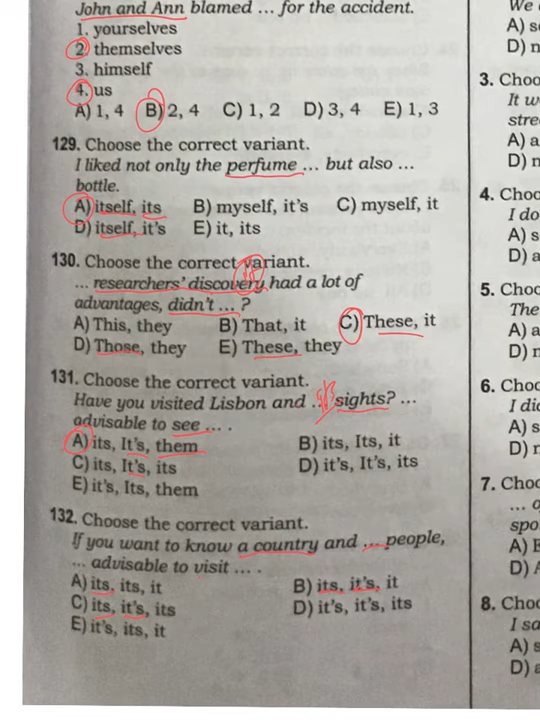 John and Ann blamed ... for the accident.
1. yourselves
2. themselves
3. himself
4. us
A) 1, 4 B) 2, 4 C) 1, 2 D) 3, 4 E) 1, 3
129. Choose the correct variant.
I liked not only the perfume ... but also ...
bottle.
A) itself, its B) myself, it's C) myself, it
D) itself, it's E) it, its
130. Choose the correct variant.
... researchers' discovery had a lot of
advantages, didn't ... ?
A) This, they B) That, it C) These, it
D) Those, they E) These, they
131. Choose the correct variant.
Have you visited Lisbon and ... sights? ...
advisable to see ... .
A) its, It's, them B) its, Its, it
C) its, It's, its D) it's, It's, its
E) it's, Its, them
132. Choose the correct variant.
If you want to know a country and ... people,
... advisable to visit ... .
A) its, its, it B) its, it's, it
C) its, it's, its D) it's, it's, its
E) it's, its, it
We
A) s
D) n
3. Choo
It w
stre
A) a
D) n
4. Choo
I do
A) s
D) a
5. Choo
The
A) a
D) n
6. Choo
I di
A) s
D) n
7. Choo
...
spo
A) E
D) A
8. Choo
I sa
A) s
D) a